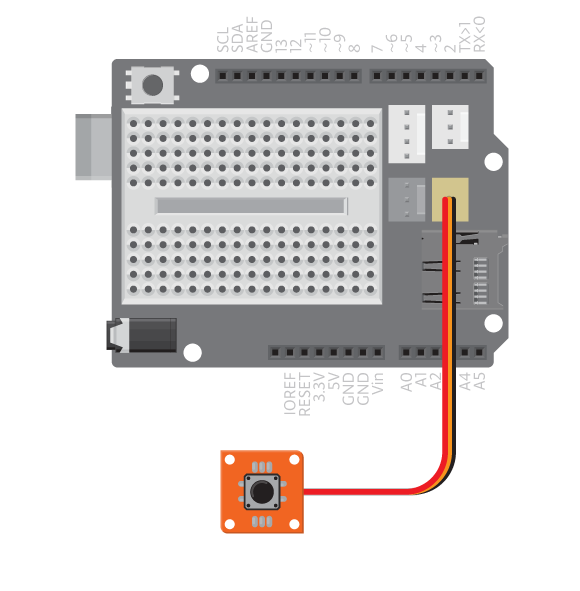 SCL
SDA
AREF
GND
13
12
~11
~10
~9
8
7
~6
~5
4
~3
2
TX>1
RX<0
IOREF
RESET
3.3V
5V
GND
GND
Vin
A0
A1
A2
A4
A5